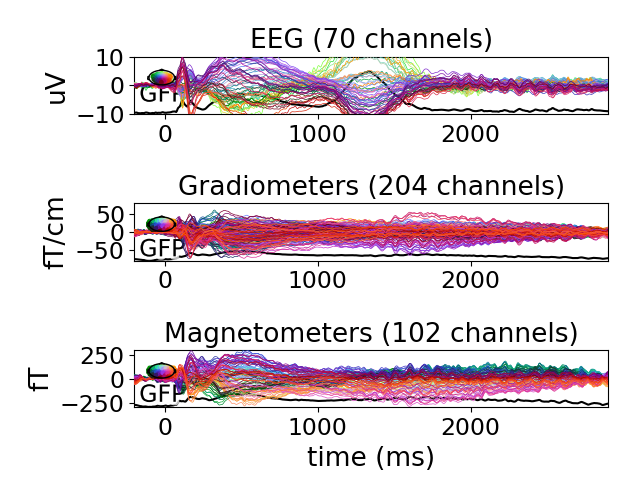 EEG (70 channels)
10
0
−10
uV
GFP
0
1000
2000
Gradiometers (204 channels)
50
0
−50
fT/cm
GFP
0
1000
2000
Magnetometers (102 channels)
250
0
−250
fT
GFP
0
1000
2000
time (ms)